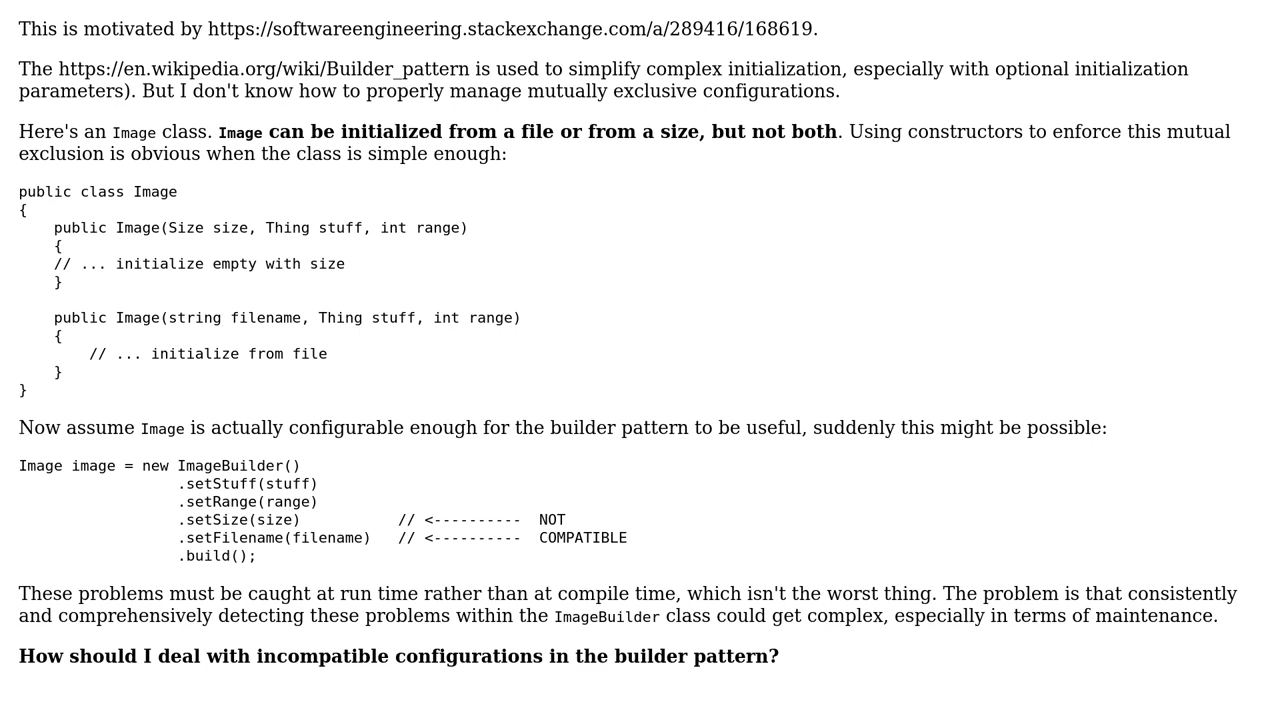 This is motivated by https://softwareengineering.stackexchange.com/a/289416/168619.
The https://en.wikipedia.org/wiki/Builder_pattern is used to simplify complex initialization, especially with optional initialization
parameters). But I don't know how to properly manage mutually exclusive configurations.
Here's an Image class. Image can be initialized from a file or from a size, but not both. Using constructors to enforce this mutual
exclusion is obvious when the class is simple enough:
public class Image
{
    public Image(Size size, Thing stuff, int range)
    {
    // ... initialize empty with size
    }
    public Image(string filename, Thing stuff, int range)
    {
        // ... initialize from file
    }
}
Now assume Image is actually configurable enough for the builder pattern to be useful, suddenly this might be possible:
Image image = new ImageBuilder()
                  .setStuff(stuff)
                  .setRange(range)
                  .setSize(size)           // <----------  NOT
                  .setFilename(filename)   // <----------  COMPATIBLE
                  .build();
These problems must be caught at run time rather than at compile time, which isn't the worst thing. The problem is that consistently
and comprehensively detecting these problems within the ImageBuilder class could get complex, especially in terms of maintenance.
How should I deal with incompatible configurations in the builder pattern?